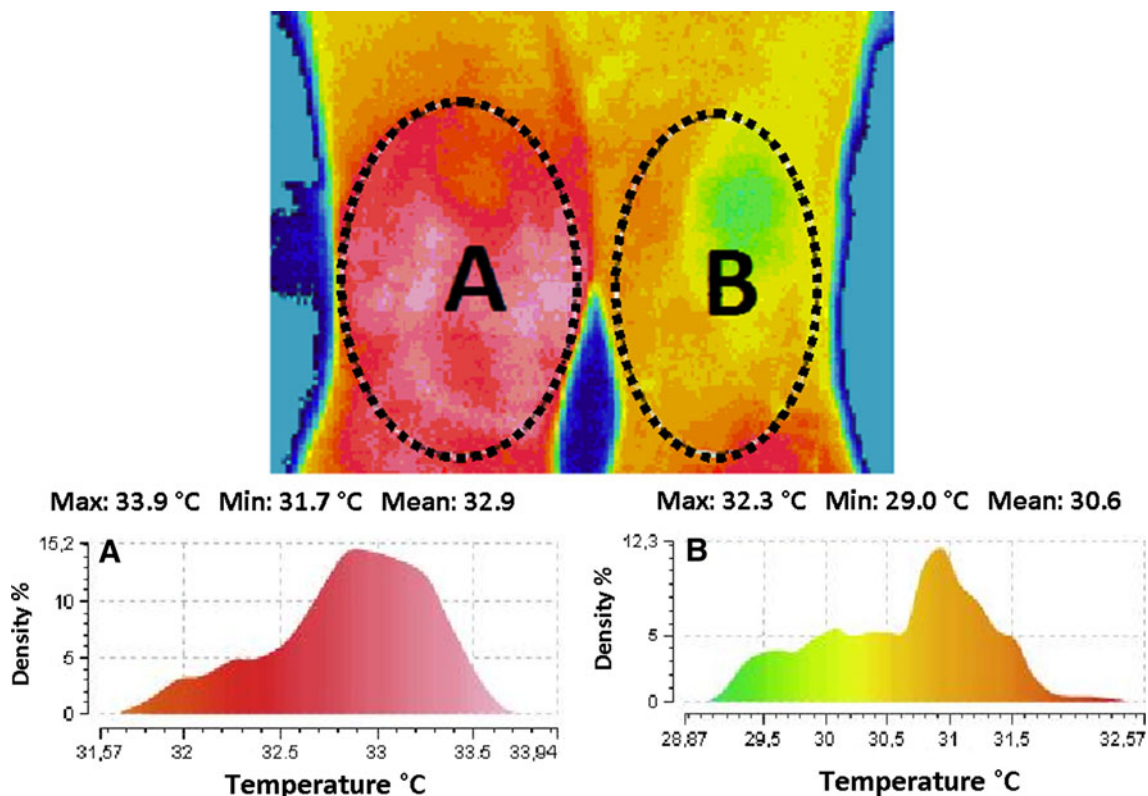 A
B
Max: 33.9 °C Min: 31.7 °C Mean: 32.9
Max: 32.3 °C Min: 29.0 °C Mean: 30.6
A
Density %
15,2
10
5
0
31,57 32 32.5 33 33.5 33,94
Temperature °C
B
Density %
12,3
5
0
28,87 29,5 30 30,5 31 31,5 32,57
Temperature °C